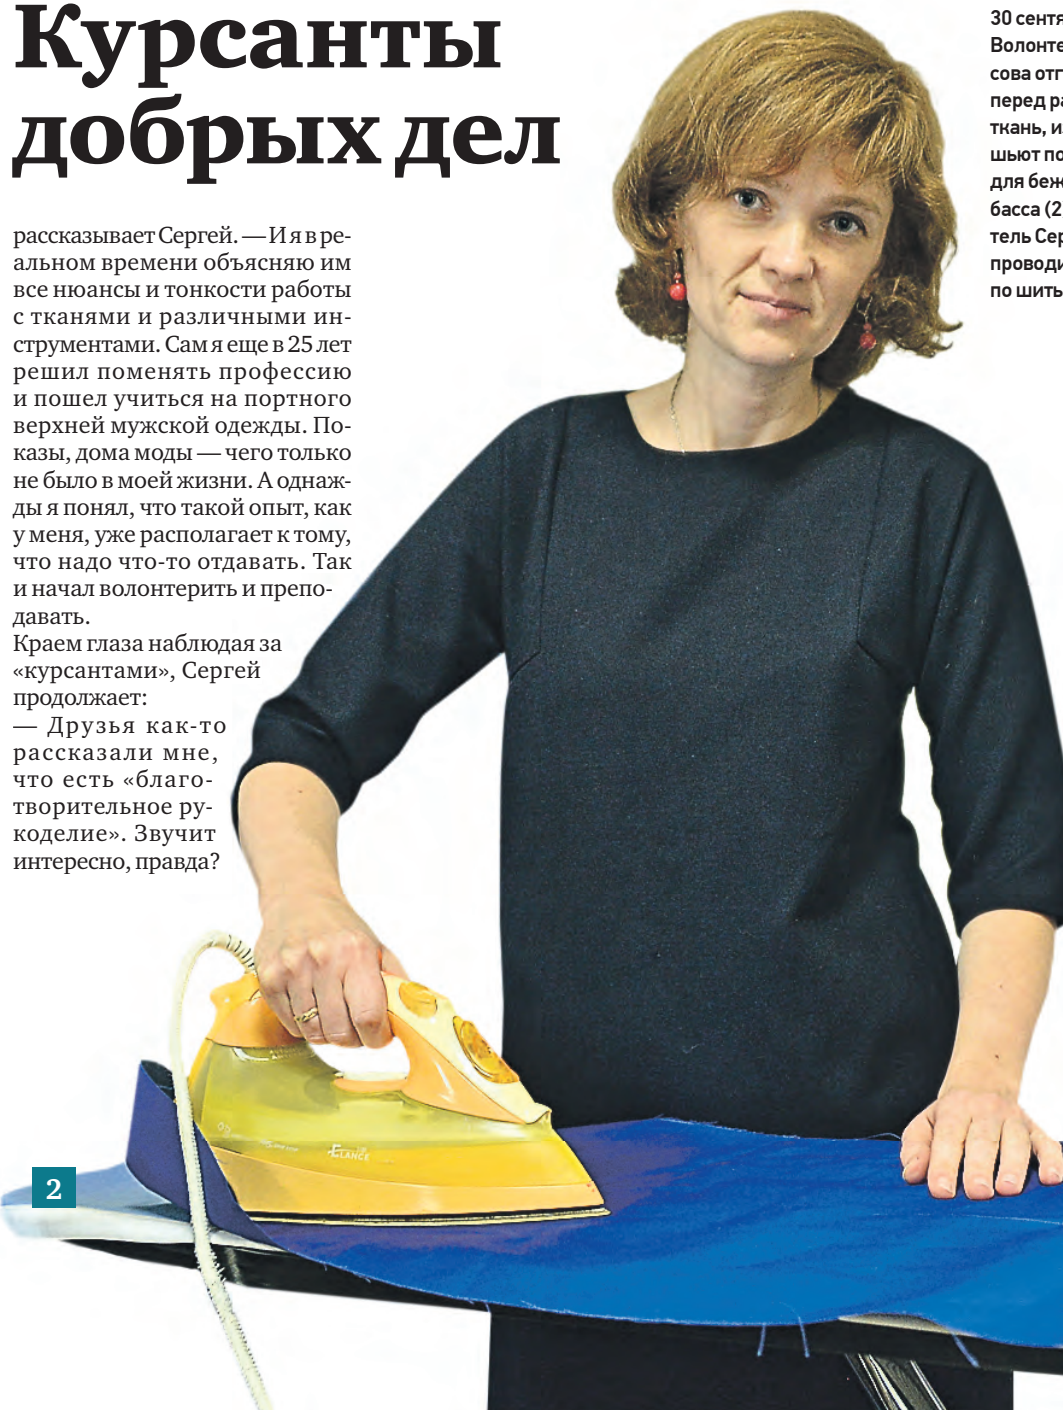 Курсанты
добрых дел
рассказывает Сергей. — И я в ре-
альном времени объясняю им
все нюансы и тонкости работы
с тканями и различными ин-
струментами. Сам я еще в 25 лет
решил поменять профессию
и пошел учиться на портного
верхней мужской одежды. По-
казы, дома моды — чего только
не было в моей жизни. А однаж-
ды я понял, что такой опыт, как
у меня, уже располагает к тому,
что надо что-то отдавать. Так
и начал волонтерить и препо-
давать.
Краем глаза наблюдая за
«курсантами», Сергей
продолжает:
— Друзья как-то
рассказали мне,
что есть «благо-
творительное ру-
коделие». Звучит
интересно, правда?
30 сентя
Волонте
сова отг
перед ра
ткань, и
шьют по
для беж
басса (2
тель Сер
проводи
по шить
ELANCE
2